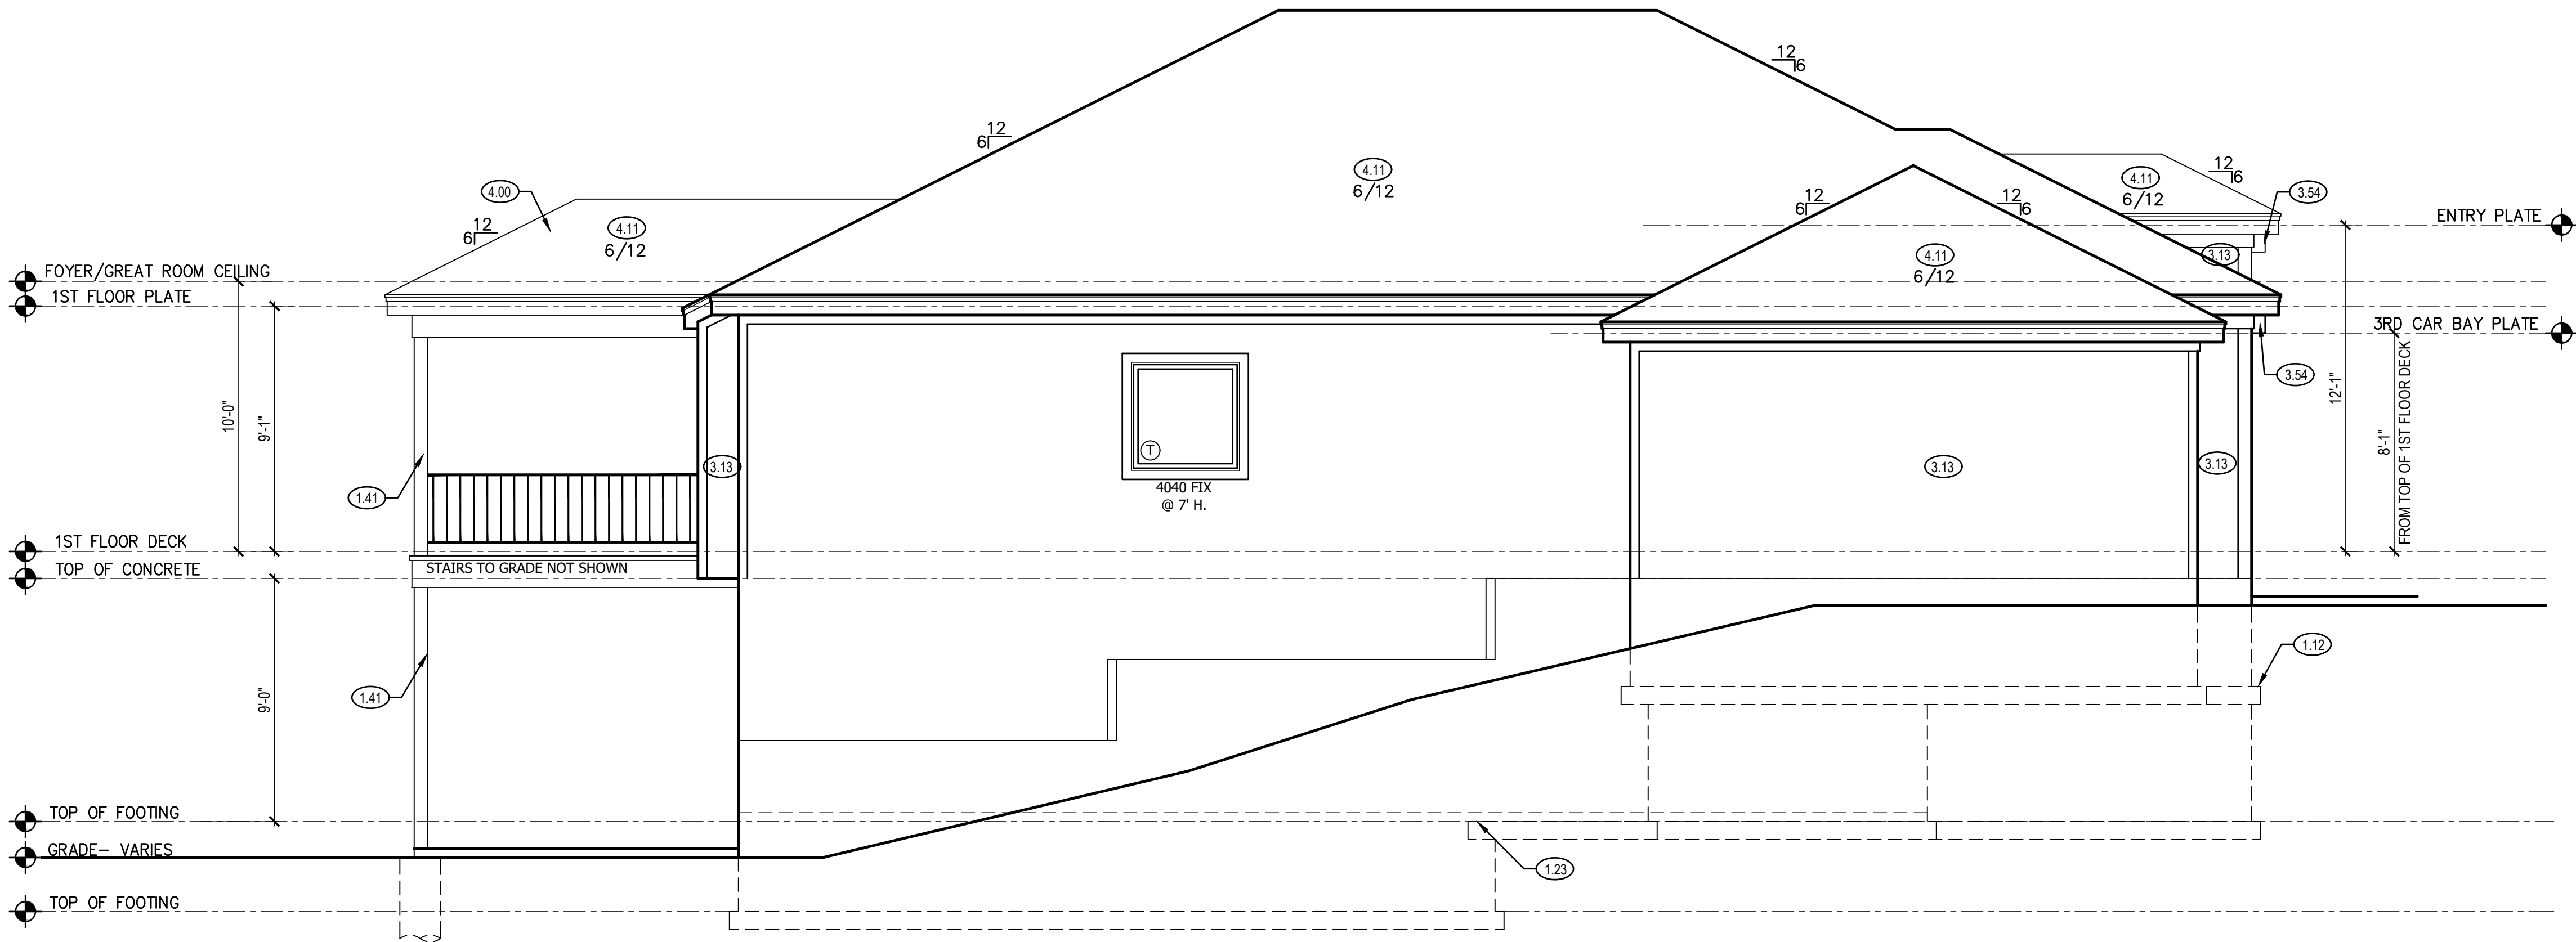 12
6
12
6
4.11
6/12
4.00
12
6
4.11
6/12
12
6
12
6
4.11
6/12
12
6
4.11
6/12
3.54
ENTRY PLATE
3.13
FOYER/GREAT ROOM CEILING
1ST FLOOR PLATE
3RD CAR BAY PLATE
3.54
10'-0"
9'-1"
12'-1"
8'-1"
FROM TOP OF 1ST FLOOR DECK
1.41
3.13
T
4040 FIX
@ 7' H.
3.13
3.13
1ST FLOOR DECK
TOP OF CONCRETE
STAIRS TO GRADE NOT SHOWN
1.12
1.41
9'-0"
TOP OF FOOTING
GRADE- VARIES
1.23
TOP OF FOOTING